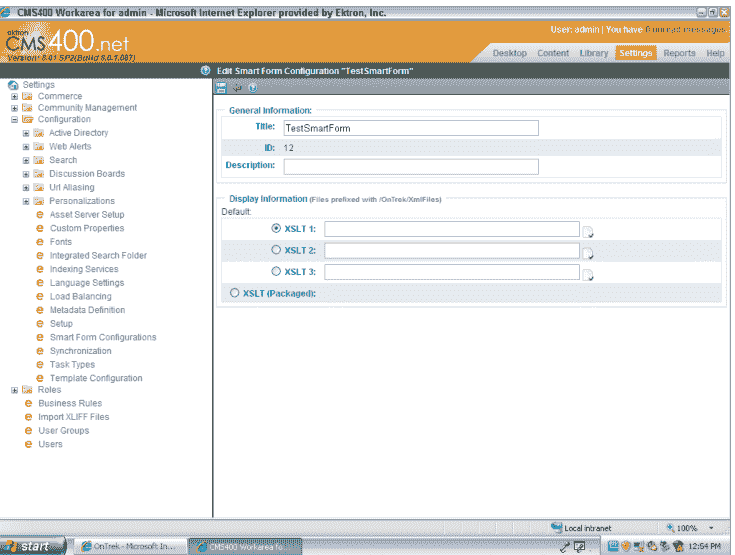 CMS400 Workarea for admin - Microsoft Internet Explorer provided by Ektron, Inc.
ektron
CMS400.net
Version: 8.01 SP2(Build 8.0.1.087)
User: admin | You have 0 unread messages
Desktop Content Library Settings Reports Help
Edit Smart Form Configuration "TestSmartForm"
Settings
Commerce
Community Management
Configuration
Active Directory
Web Alerts
Search
Discussion Boards
Url Aliasing
Personalizations
Asset Server Setup
Custom Properties
Fonts
Integrated Search Folder
Indexing Services
Language Settings
Load Balancing
Metadata Definition
Setup
Smart Form Configurations
Synchronization
Task Types
Template Configuration
Roles
Business Rules
Import XLIFF Files
User Groups
Users
General Information:
Title: TestSmartForm
ID: 12
Description:
Display Information (Files prefixed with /OnTrek/XmlFiles)
Default:
XSLT 1:
XSLT 2:
XSLT 3:
XSLT (Packaged):
Local intranet
100%
start
OnTrek - Microsoft In...
CMS400 Workarea fo...
12:54 PM